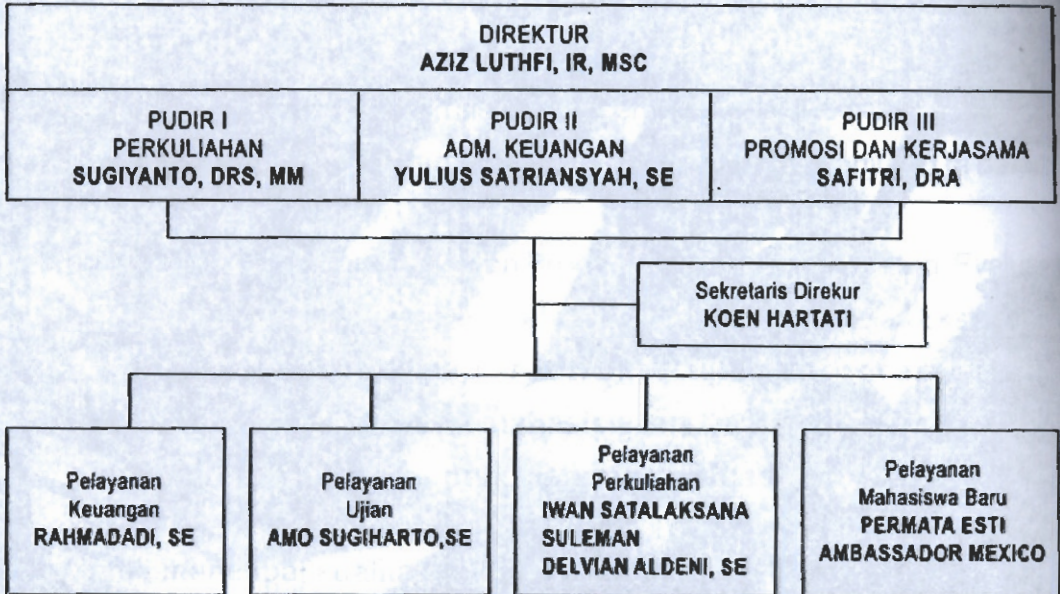 DIREKTUR
AZIZ LUTHFI, IR, MSC
PUDIR I
PERKULIAHAN
SUGIYANTO, DRS, MM
PUDIR II
ADM. KEUANGAN
YULIUS SATRIANSYAH, SE
PUDIR III
PROMOSI DAN KERJASAMA
SAFITRI, DRA
Sekretaris Direkur
KOEN HARTATI
Pelayanan
Keuangan
RAHMADADI, SE
Pelayanan
Ujian
AMO SUGIHARTO,SE
Pelayanan
Perkuliahan
IWAN SATALAKSANA
SULEMAN
DELVIAN ALDENI, SE
Pelayanan
Mahasiswa Baru
PERMATA ESTI
AMBASSADOR MEXICO